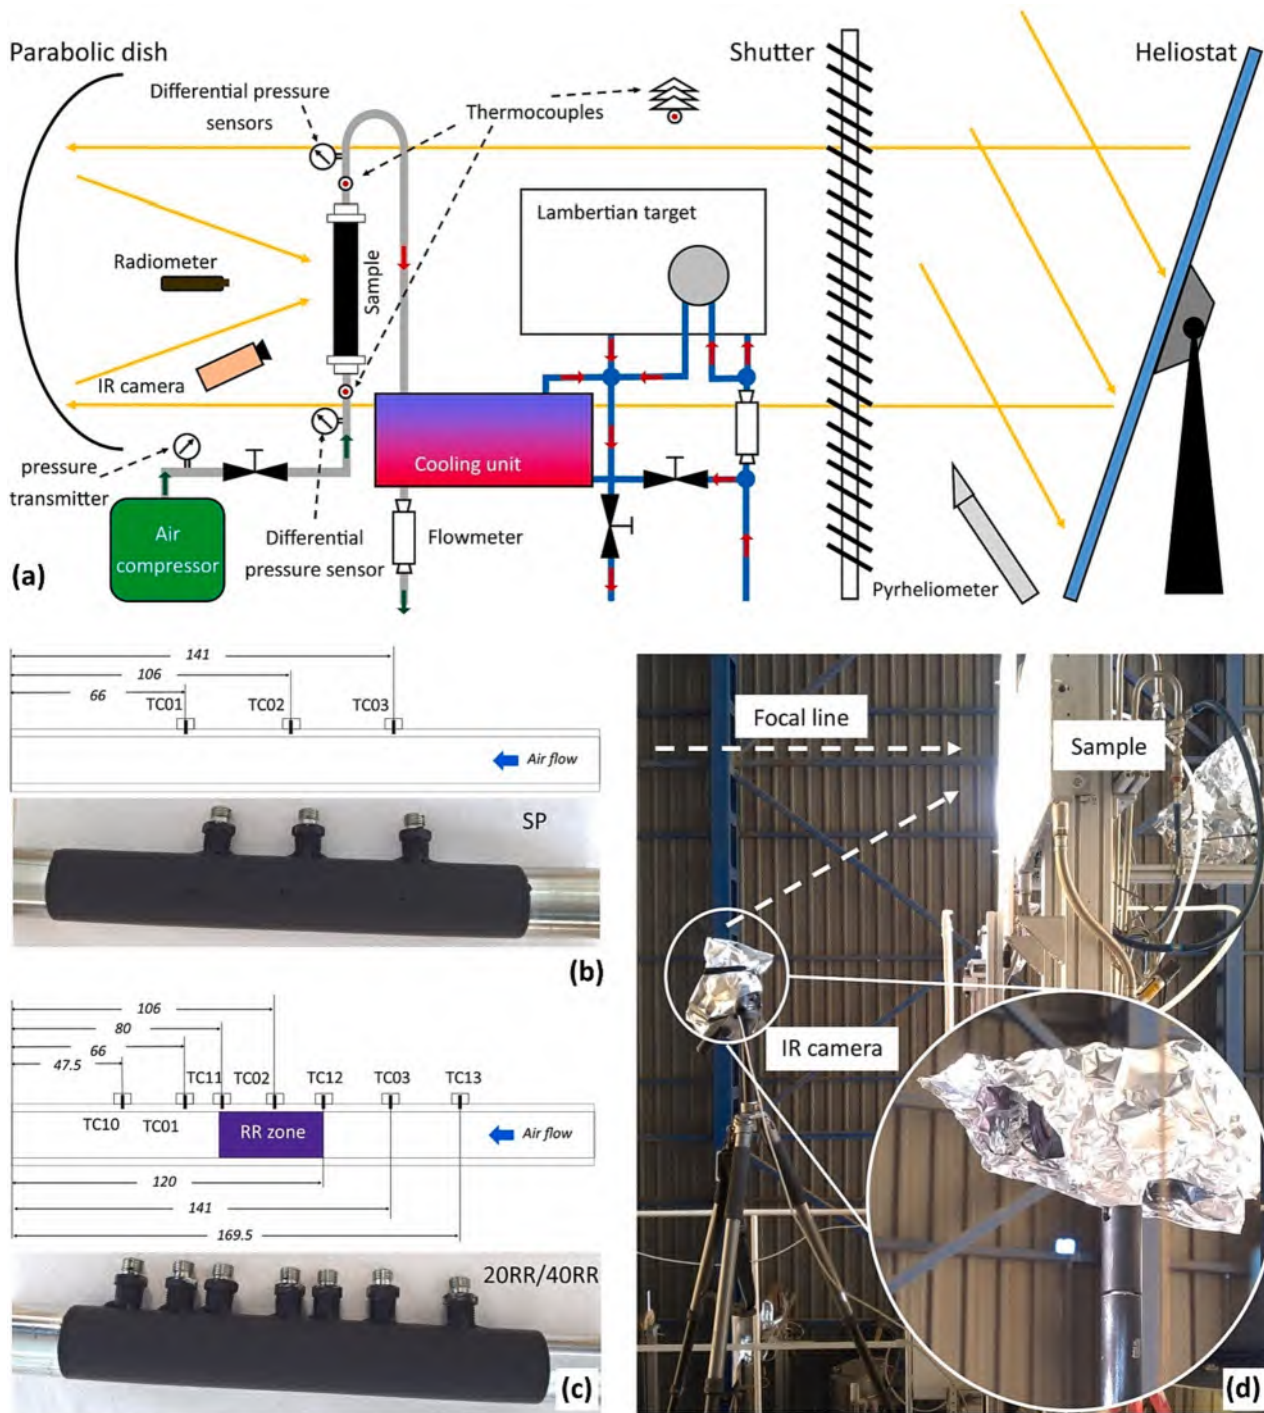 Parabolic dish
Differential pressure
sensors
Thermocouples
Shutter
Heliostat
Lambertian target
Radiometer
Sample
IR camera
pressure
transmitter
Cooling unit
Air
compressor
Differential
pressure sensor
Flowmeter
Pyrheliometer
(a)
141
106
66
TC01
TC02
TC03
Air flow
SP
(b)
106
80
66
47.5
TC11
TC02
TC12
TC03
TC13
TC10
TC01
RR zone
Air flow
120
141
169.5
20RR/40RR
(c)
Focal line
Sample
IR camera
(d)